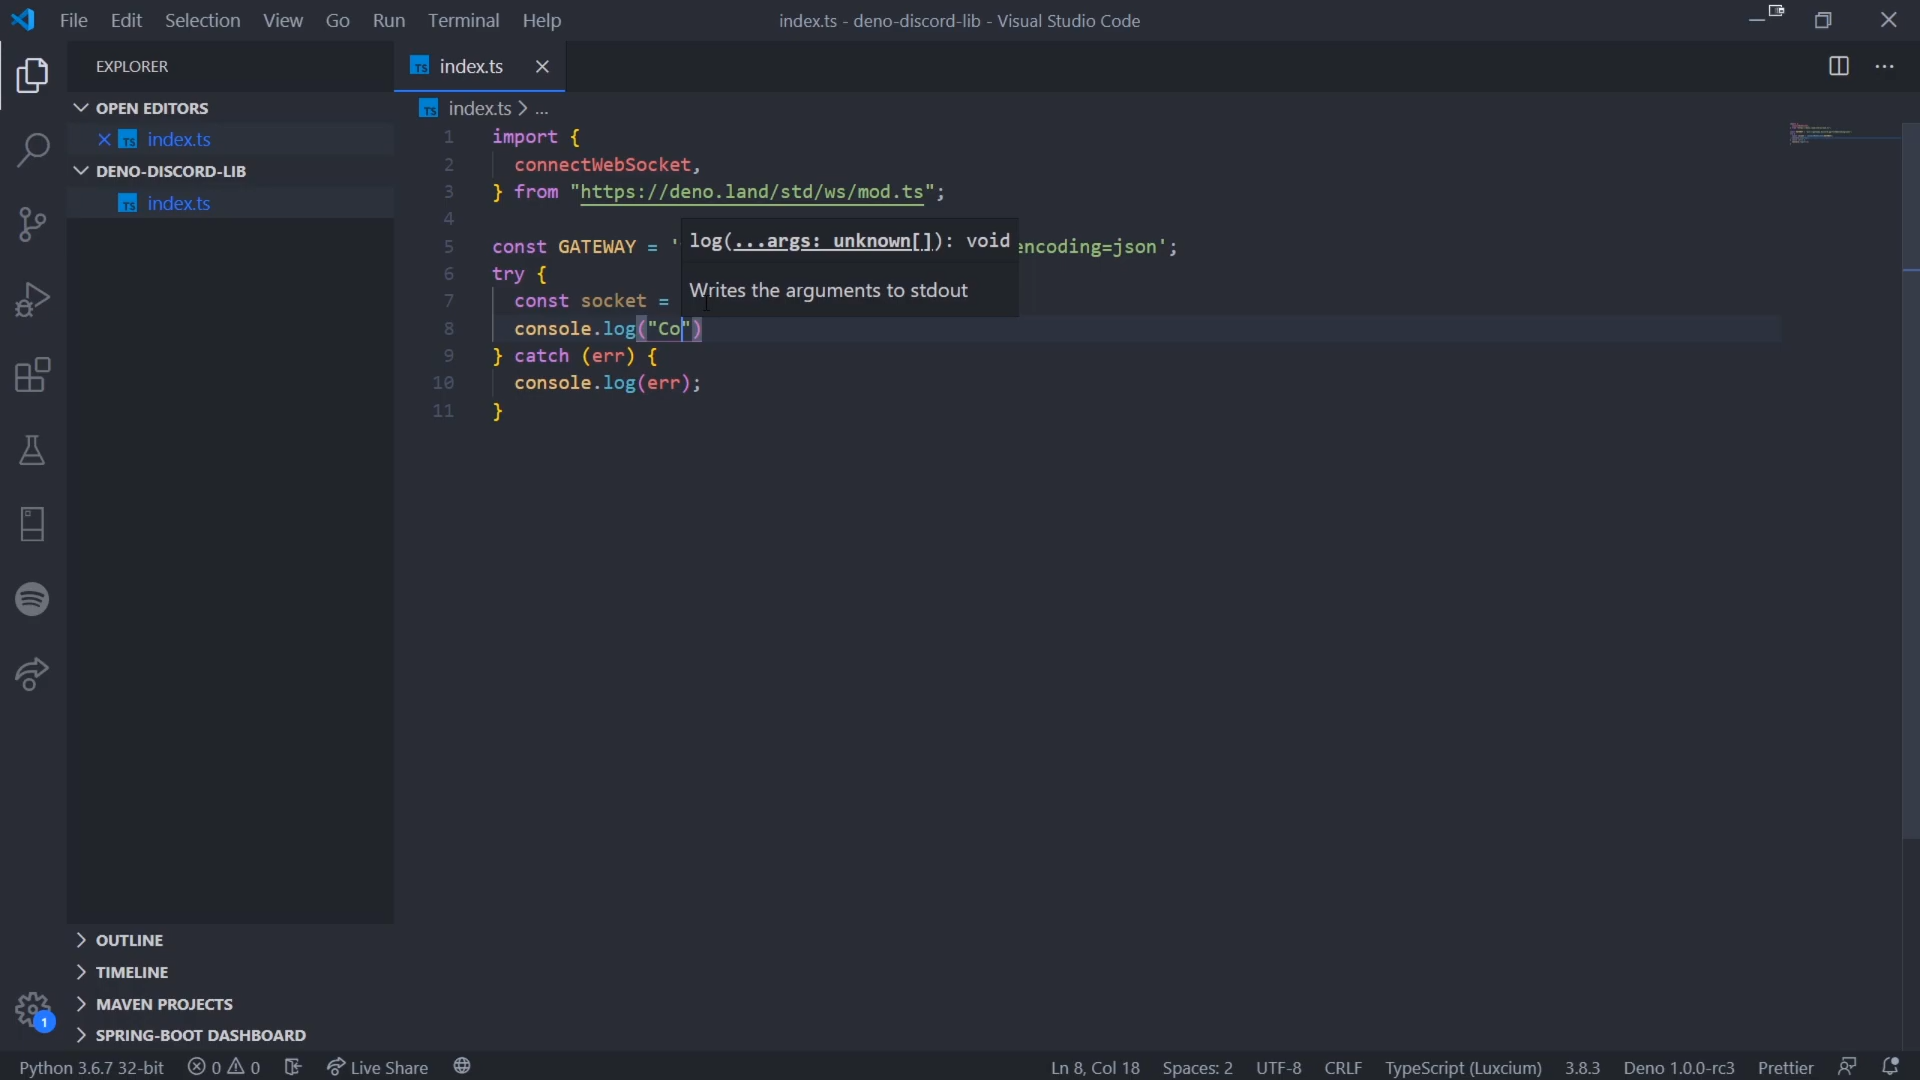 File Edit Selection View Go Run Terminal Help
index.ts - deno-discord-lib - Visual Studio Code
EXPLORER
OPEN EDITORS
TS index.ts
DENO-DISCORD-LIB
TS index.ts
TS index.ts
TS index.ts > ...
1 import {
2 connectWebSocket,
3 } from "https://deno.land/std/ws/mod.ts";
4
5 const GATEWAY = ' encoding=json';
6 try {
7 const socket =
8 console.log("Co")
9 } catch (err) {
10 console.log(err);
11 }
log(...args: unknown[]): void
Writes the arguments to stdout
OUTLINE
TIMELINE
MAVEN PROJECTS
SPRING-BOOT DASHBOARD
1
Python 3.6.7 32-bit 0 0 Live Share Ln 8, Col 18 Spaces: 2 UTF-8 CRLF TypeScript (Luxcium) 3.8.3 Deno 1.0.0-rc3 Prettier